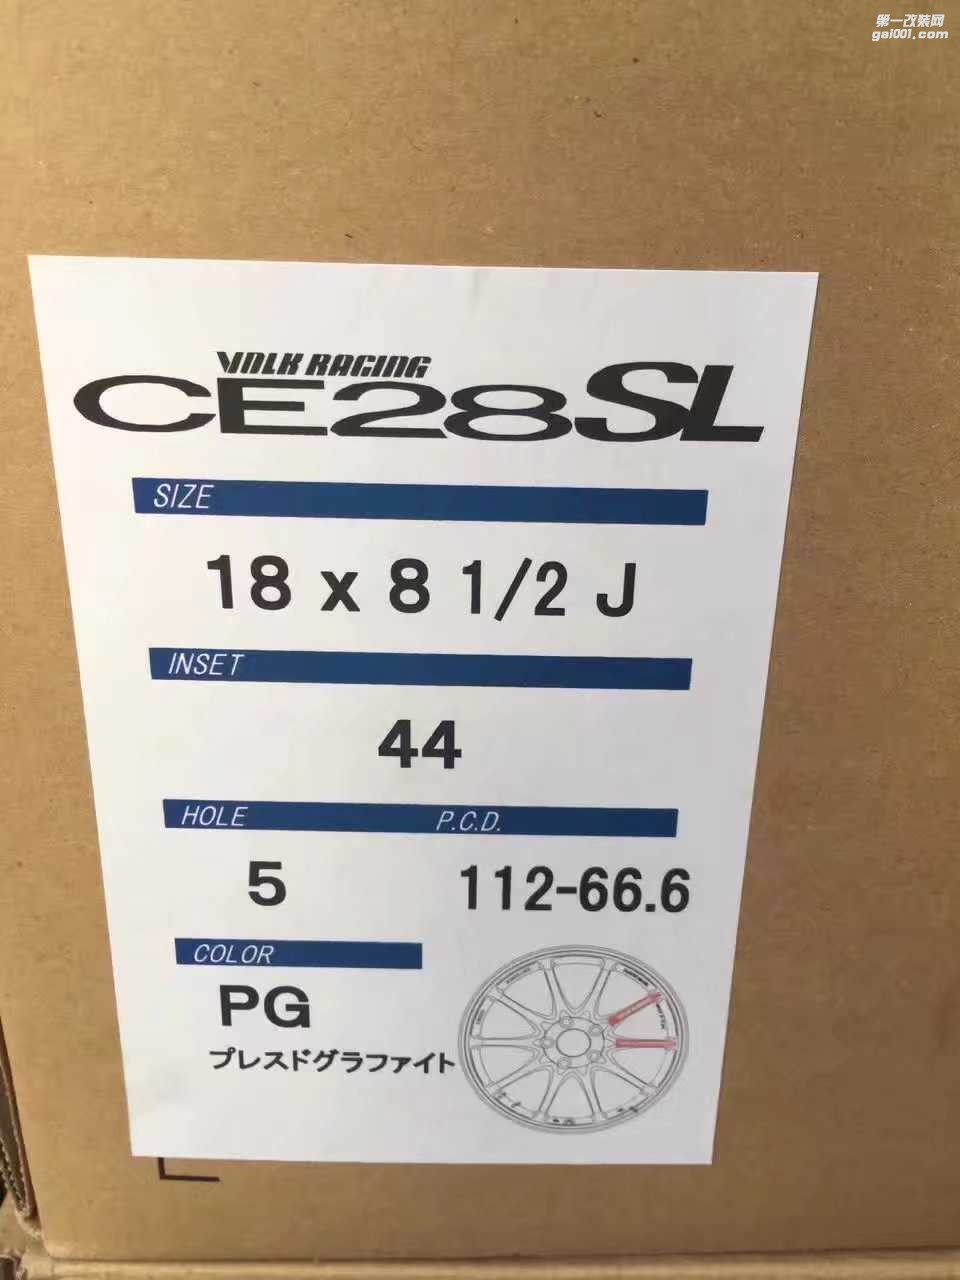 第一改装网
gai001.com
VOLK RACING
CE28SL
SIZE
18 x 8 1/2 J
INSET
44
HOLE P.C.D.
5 112-66.6
COLOR
PG
プレスドグラファイト